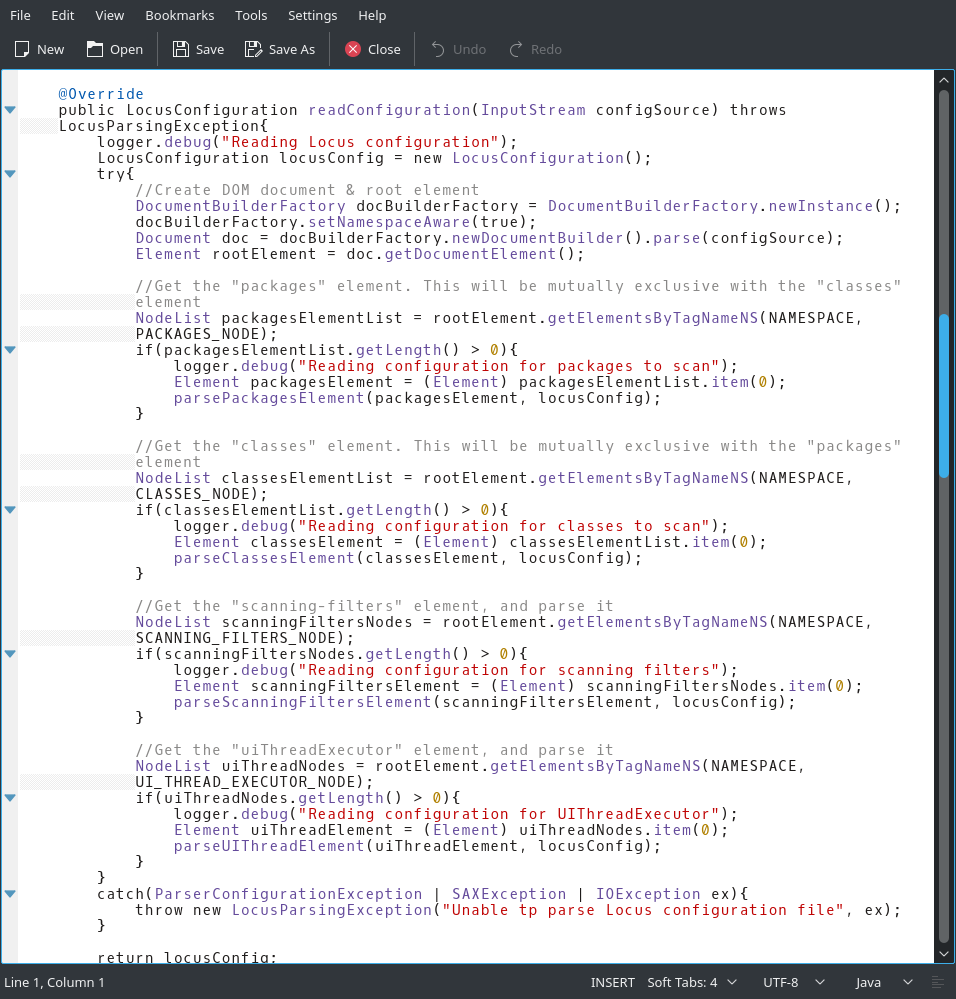 File Edit View Bookmarks Tools Settings Help
New Open Save Save As Close Undo Redo
@Override
public LocusConfiguration readConfiguration(InputStream configSource) throws
LocusParsingException{
logger.debug("Reading Locus configuration");
LocusConfiguration locusConfig = new LocusConfiguration();
try{
//Create DOM document & root element
DocumentBuilderFactory docBuilderFactory = DocumentBuilderFactory.newInstance();
docBuilderFactory.setNamespaceAware(true);
Document doc = docBuilderFactory.newDocumentBuilder().parse(configSource);
Element rootElement = doc.getDocumentElement();
//Get the "packages" element. This will be mutually exclusive with the "classes"
element
NodeList packagesElementList = rootElement.getElementsByTagNameNS(NAMESPACE,
PACKAGES_NODE);
if(packagesElementList.getLength() > 0){
logger.debug("Reading configuration for packages to scan");
Element packagesElement = (Element) packagesElementList.item(0);
parsePackagesElement(packagesElement, locusConfig);
}
//Get the "classes" element. This will be mutually exclusive with the "packages"
element
NodeList classesElementList = rootElement.getElementsByTagNameNS(NAMESPACE,
CLASSES_NODE);
if(classesElementList.getLength() > 0){
logger.debug("Reading configuration for classes to scan");
Element classesElement = (Element) classesElementList.item(0);
parseClassesElement(classesElement, locusConfig);
}
//Get the "scanning-filters" element, and parse it
NodeList scanningFiltersNodes = rootElement.getElementsByTagNameNS(NAMESPACE,
SCANNING_FILTERS_NODE);
if(scanningFiltersNodes.getLength() > 0){
logger.debug("Reading configuration for scanning filters");
Element scanningFiltersElement = (Element) scanningFiltersNodes.item(0);
parseScanningFiltersElement(scanningFiltersElement, locusConfig);
}
//Get the "uiThreadExecutor" element, and parse it
NodeList uiThreadNodes = rootElement.getElementsByTagNameNS(NAMESPACE,
UI_THREAD_EXECUTOR_NODE);
if(uiThreadNodes.getLength() > 0){
logger.debug("Reading configuration for UIThreadExecutor");
Element uiThreadElement = (Element) uiThreadNodes.item(0);
parseUIThreadElement(uiThreadElement, locusConfig);
}
}
catch(ParserConfigurationException | SAXException | IOException ex){
throw new LocusParsingException("Unable tp parse Locus configuration file", ex);
}
return locusConfig;
Line 1, Column 1 INSERT Soft Tabs: 4 UTF-8 Java